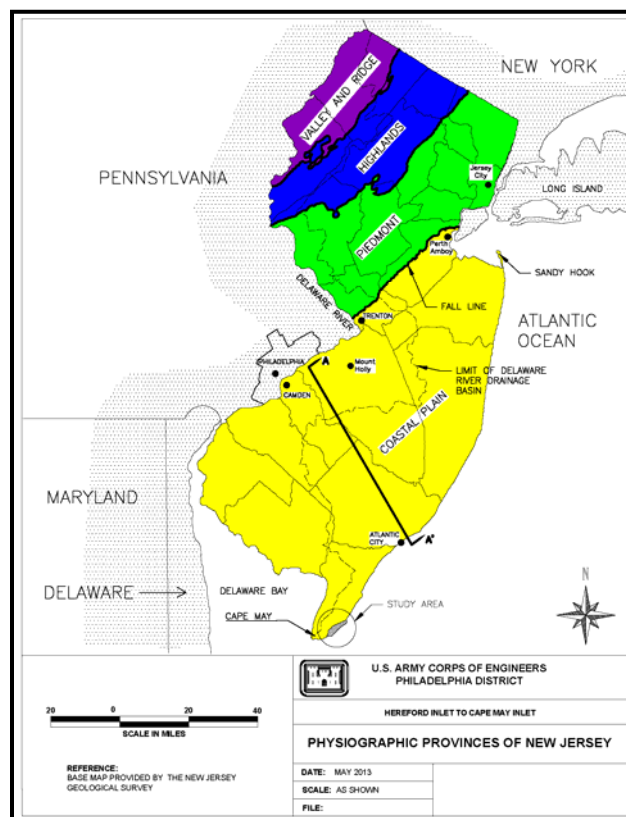 NEW YORK
VALLEY AND RIDGE
HIGHLANDS
PENNSYLVANIA
Jersey
City
LONG ISLAND
PIEDMONT
Perth
Amboy
SANDY HOOK
DELAWARE RIVER
FALL LINE
TRENTON
ATLANTIC
OCEAN
PHILADELPHIA
A
Mount
Holly
LIMIT OF DELAWARE
RIVER DRAINAGE
BASIN
CAMDEN
COASTAL PLAIN
MARYLAND
ATLANTIC
CITY
A'
DELAWARE
DELAWARE BAY
N
STUDY AREA
CAPE MAY
U.S. ARMY CORPS OF ENGINEERS
PHILADELPHIA DISTRICT
HEREFORD INLET TO CAPE MAY INLET
20 0 20 40
SCALE IN MILES
PHYSIOGRAPHIC PROVINCES OF NEW JERSEY
REFERENCE:
BASE MAP PROVIDED BY THE NEW JERSEY
GEOLOGICAL SURVEY
DATE: MAY 2013
SCALE: AS SHOWN
FILE: